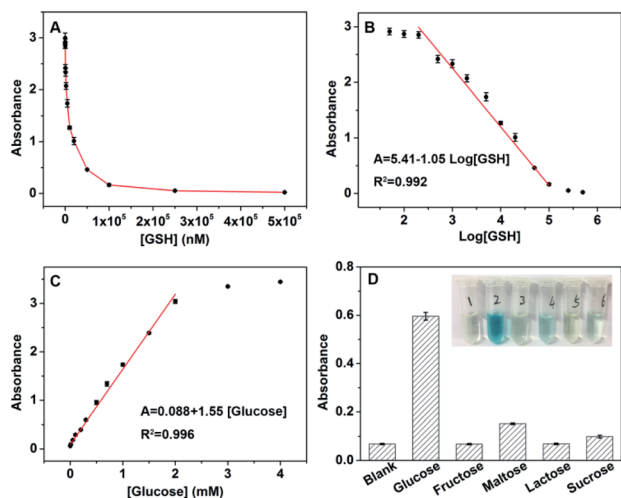 A
Absorbance
3
2
1
0
0
1x10⁵
2x10⁵
3x10⁵
4x10⁵
5x10⁵
[GSH] (nM)
B
Absorbance
3
2
1
0
2
3
4
5
6
Log[GSH]
A=5.41-1.05 Log[GSH]
R²=0.992
C
Absorbance
3
2
1
0
0
1
2
3
4
[Glucose] (mM)
A=0.088+1.55 [Glucose]
R²=0.996
D
Absorbance
0.8
0.6
0.4
0.2
0.0
Blank
Glucose
Fructose
Maltose
Lactose
Sucrose
1
2
3
4
5
6